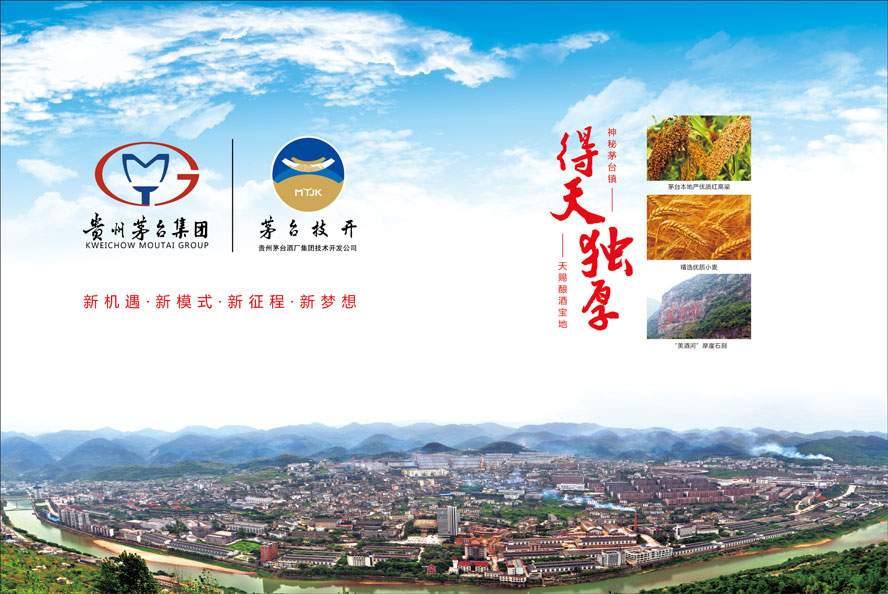 贵州茅台集团
KWEICHOW MOUTAI GROUP
MTJK
茅台技开
贵州茅台酒厂集团技术开发公司
新机遇·新模式·新征程·新梦想
神秘茅台镇——
得天独厚
——天赐酿酒宝地
茅台本地产优质红高粱
精选优质小麦
“美酒河”摩崖石刻